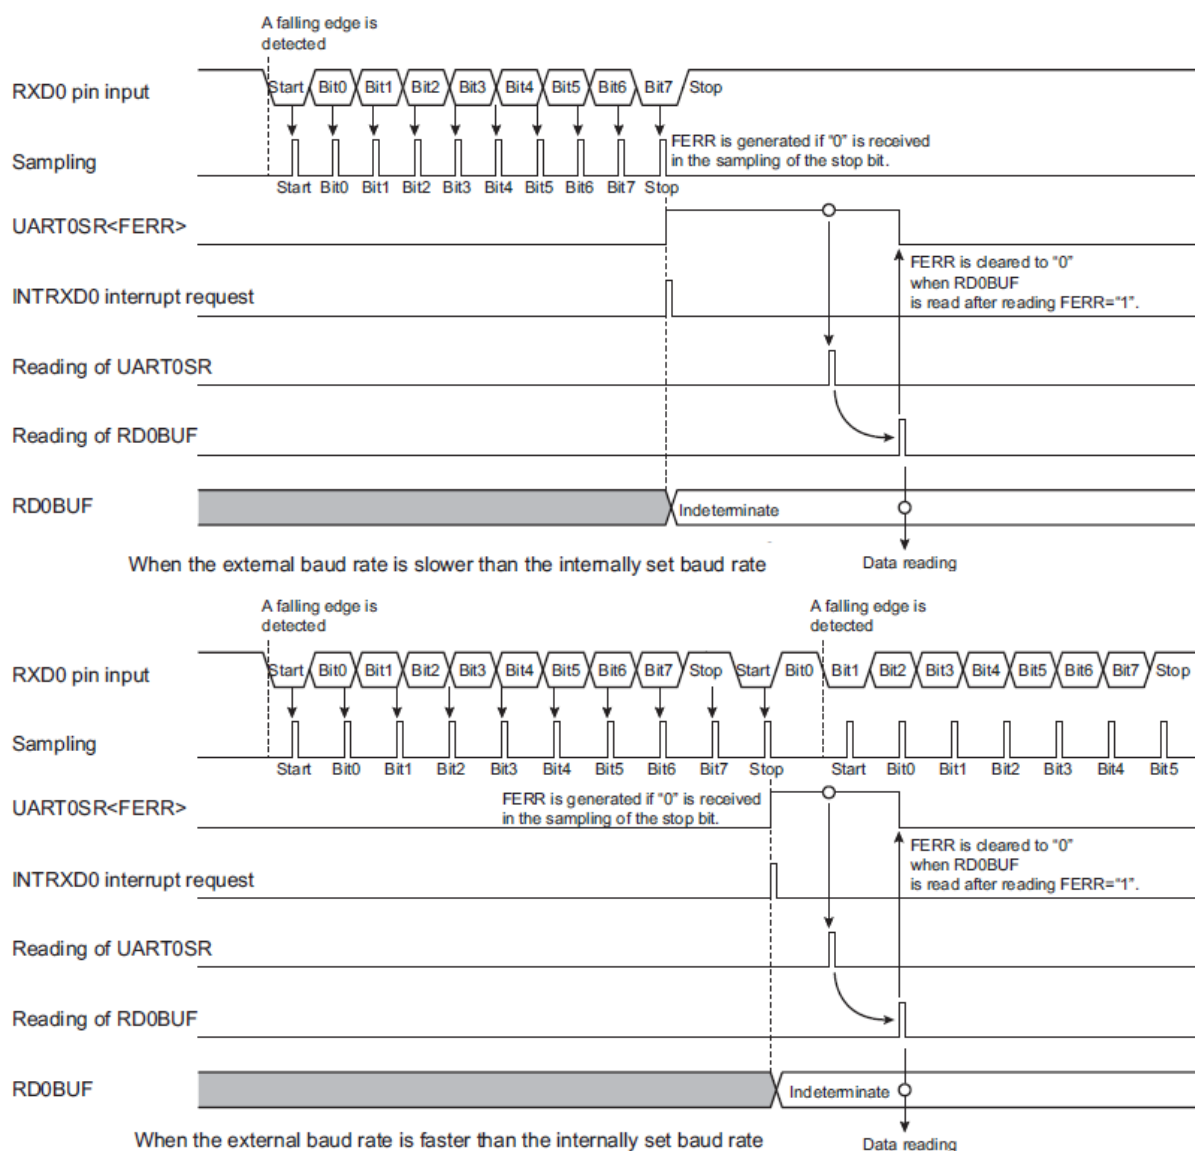 A falling edge is
detected
RXD0 pin input
Start Bit0 Bit1 Bit2 Bit3 Bit4 Bit5 Bit6 Bit7 Stop
FERR is generated if "0" is received
in the sampling of the stop bit.
Sampling
Start Bit0 Bit1 Bit2 Bit3 Bit4 Bit5 Bit6 Bit7 Stop
UART0SR<FERR>
FERR is cleared to "0"
when RD0BUF
is read after reading FERR="1".
INTRXD0 interrupt request
Reading of UART0SR
Reading of RD0BUF
RD0BUF
Indeterminate
When the external baud rate is slower than the internally set baud rate
Data reading
A falling edge is
detected
A falling edge is
detected
RXD0 pin input
Start Bit0 Bit1 Bit2 Bit3 Bit4 Bit5 Bit6 Bit7 Stop Start Bit0 Bit1 Bit2 Bit3 Bit4 Bit5 Bit6 Bit7 Stop
Sampling
Start Bit0 Bit1 Bit2 Bit3 Bit4 Bit5 Bit6 Bit7 Stop Start Bit0 Bit1 Bit2 Bit3 Bit4 Bit5
FERR is generated if "0" is received
in the sampling of the stop bit.
UART0SR<FERR>
FERR is cleared to "0"
when RD0BUF
is read after reading FERR="1".
INTRXD0 interrupt request
Reading of UART0SR
Reading of RD0BUF
RD0BUF
Indeterminate
When the external baud rate is faster than the internally set baud rate
Data reading